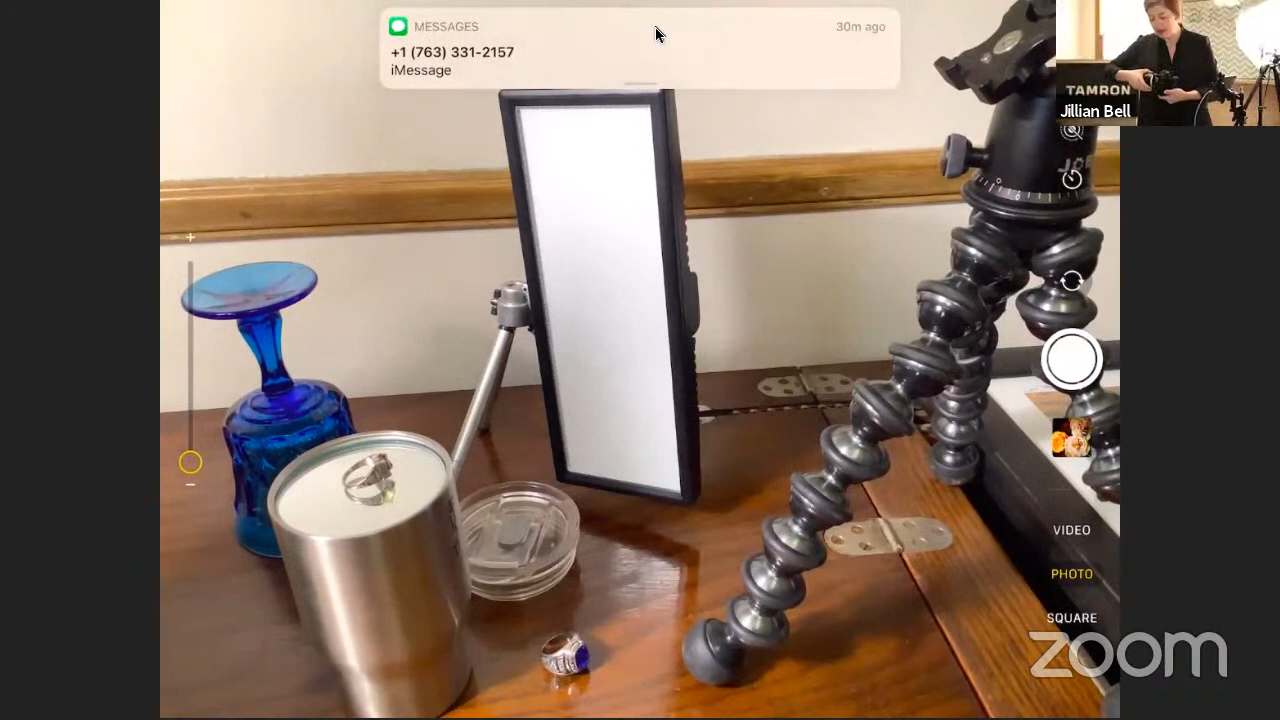 MESSAGES
30m ago
+1 (763) 331-2157
iMessage
TAMRON
Jillian Bell
VIDEO
PHOTO
SQUARE
zoom